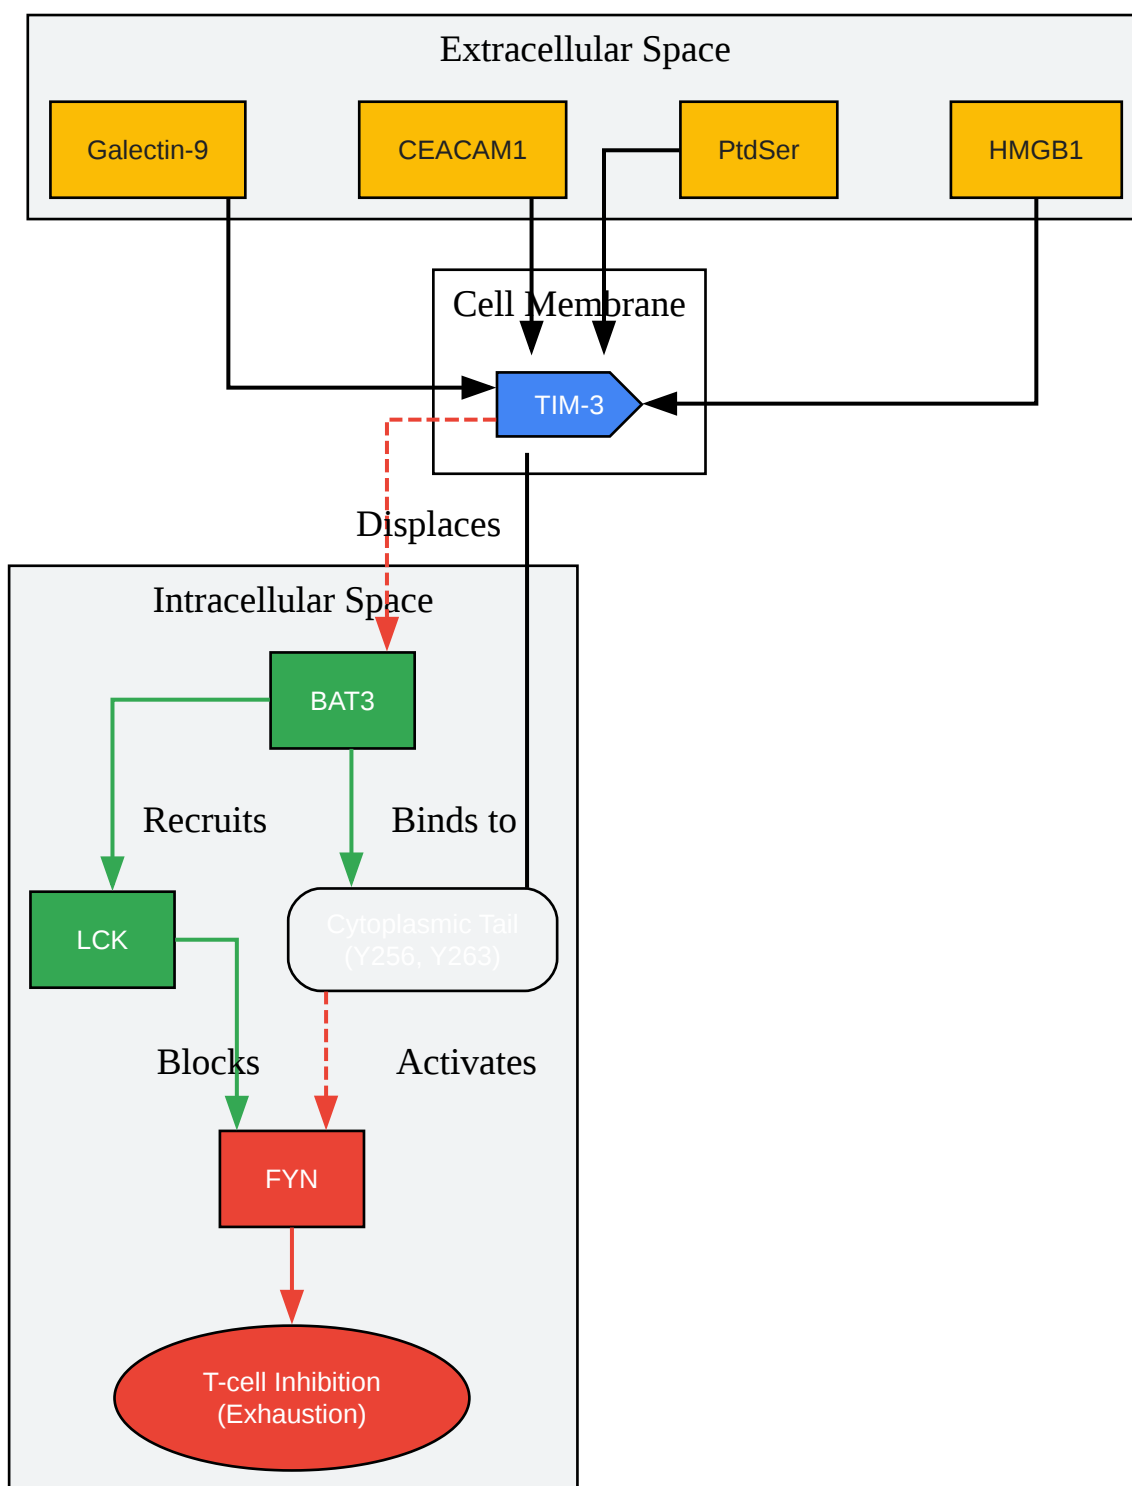 Extracellular Space
Galectin-9
CEACAM1
PtdSer
HMGB1
Cell Membrane
TIM-3
Displaces
Intracellular Space
BAT3
Recruits
Binds to
LCK
Cytoplasmic Tail
(Y256, Y263)
Blocks
Activates
FYN
T-cell Inhibition
(Exhaustion)